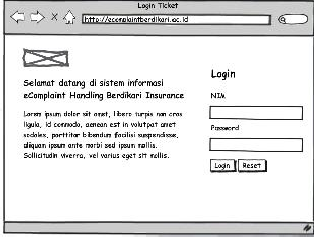 Login Ticket
http://ecomplaintberdikari.ac.id
Selamat datang di sistem informasi
eComplaint Handling Berdikari Insurance
Lorem ipsum dolor sit amet, libero turpis non cras
ligula, id commodo, aenean est in volutpat amet
sodales, porttitor bibendum facilisi suspendisse,
aliquam ipsum ante morbi sed ipsum mollis.
Sollicitudin viverra, vel varius eget sit mollis.
Login
NIM
Password
Login Reset